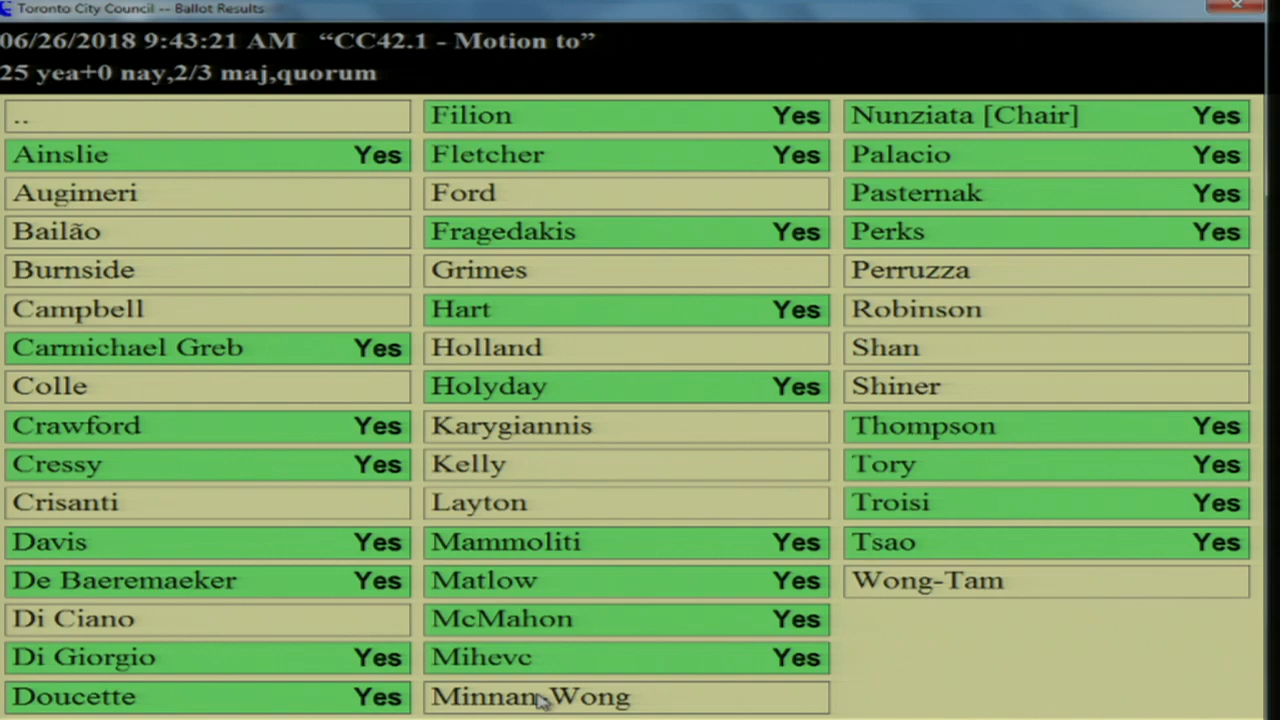 Toronto City Council -- Ballot Results
06/26/2018 9:43:21 AM “CC42.1 - Motion to”
25 yea+0 nay,2/3 maj,quorum
..
Ainslie Yes
Augimeri
Bailão
Burnside
Campbell
Carmichael Greb Yes
Colle
Crawford Yes
Cressy Yes
Crisanti
Davis Yes
De Baeremaeker Yes
Di Ciano
Di Giorgio Yes
Doucette Yes
Filion Yes
Fletcher Yes
Ford
Fragedakis Yes
Grimes
Hart Yes
Holland
Holyday Yes
Karygiannis
Kelly
Layton
Mammoliti Yes
Matlow Yes
McMahon Yes
Mihevc Yes
Minnan-Wong
Nunziata [Chair] Yes
Palacio Yes
Pasternak Yes
Perks Yes
Perruzza
Robinson
Shan
Shiner
Thompson Yes
Tory Yes
Troisi Yes
Tsao Yes
Wong-Tam